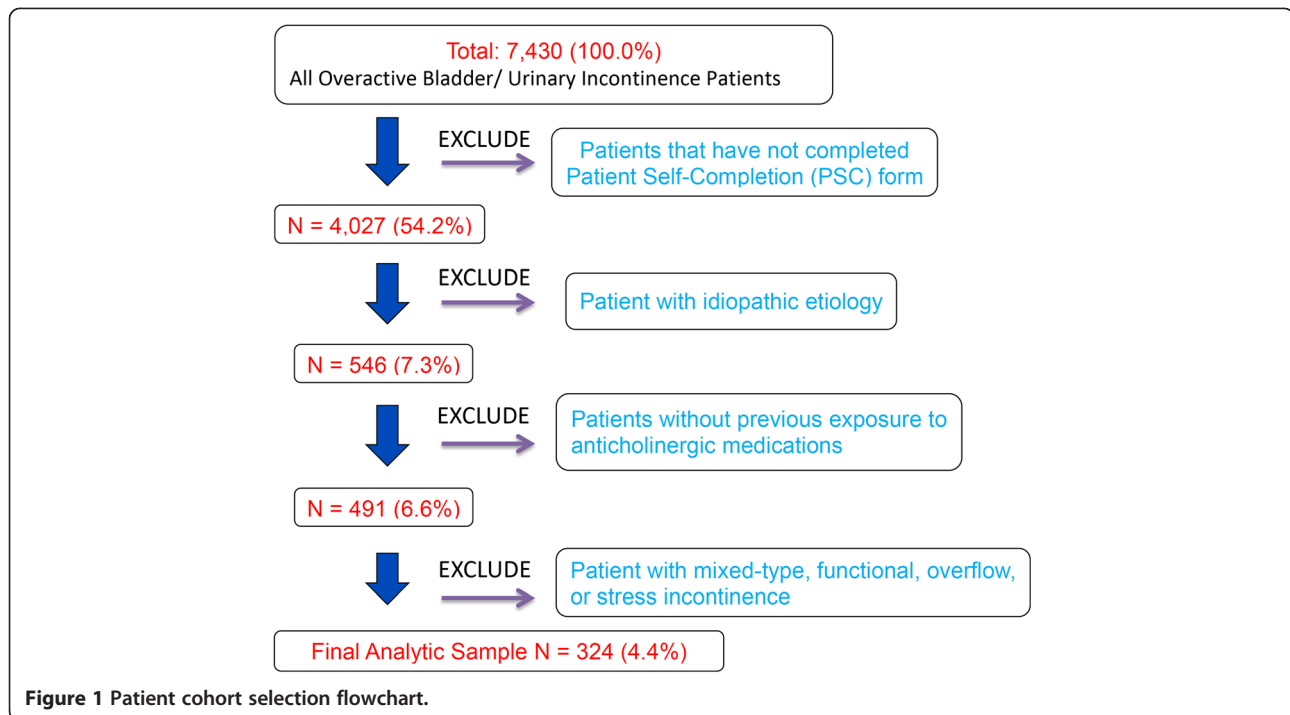 Total: 7,430 (100.0%)
All Overactive Bladder/ Urinary Incontinence Patients
EXCLUDE
Patients that have not completed
Patient Self-Completion (PSC) form
N = 4,027 (54.2%)
EXCLUDE
Patient with idiopathic etiology
N = 546 (7.3%)
EXCLUDE
Patients without previous exposure to
anticholinergic medications
N = 491 (6.6%)
EXCLUDE
Patient with mixed-type, functional, overflow,
or stress incontinence
Final Analytic Sample N = 324 (4.4%)
Figure 1 Patient cohort selection flowchart.